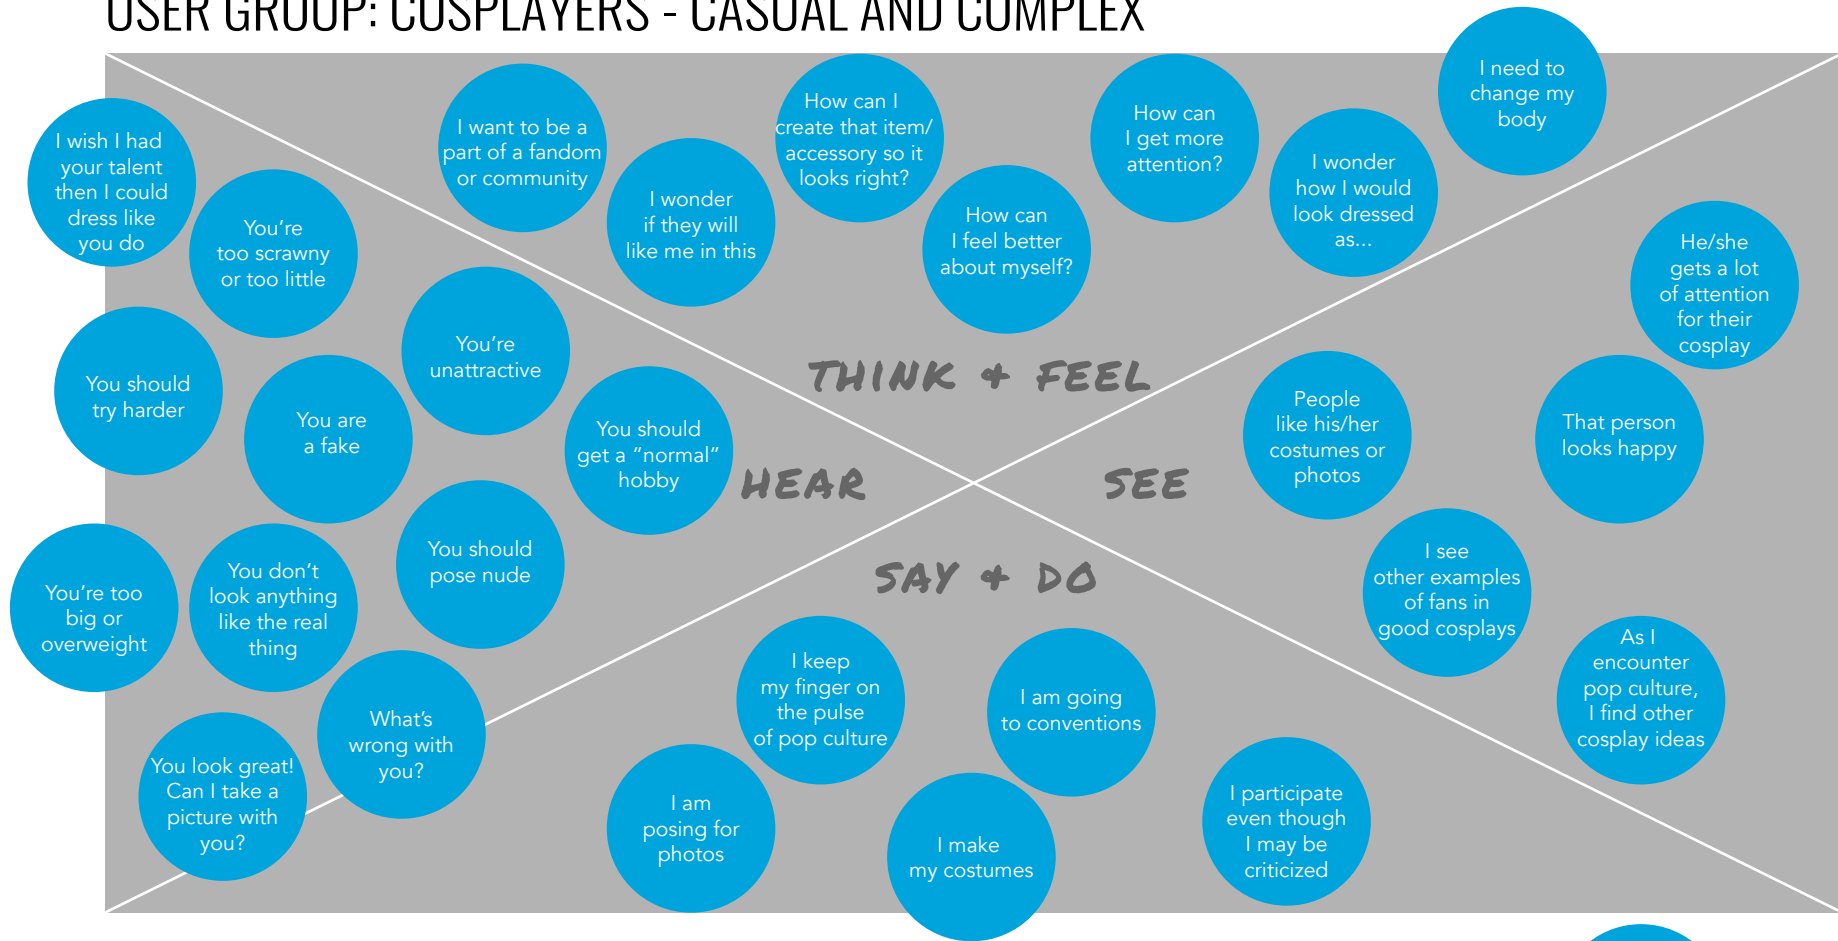 USER GROUP: COSPLAYERS - CASUAL AND COMPLEX
I need to
change my
body
I want to be a
part of a fandom
or community
I wonder
if they will
like me in this
How can I
create that item/
accessory so it
looks right?
How can
I feel better
about myself?
How can
I get more
attention?
I wonder
how I would
look dressed
as...
THINK & FEEL
I wish I had
your talent
then I could
dress like
you do
You’re
too scrawny
or too little
You’re
unattractive
You should
try harder
You are
a fake
You should
get a “normal”
hobby
HEAR
You should
pose nude
You’re too
big or
overweight
You don’t
look anything
like the real
thing
What’s
wrong with
you?
You look great!
Can I take a
picture with
you?
SEE
He/she
gets a lot
of attention
for their
cosplay
People
like his/her
costumes or
photos
That person
looks happy
I see
other examples
of fans in
good cosplays
As I
encounter
pop culture,
I find other
cosplay ideas
SAY & DO
I keep
my finger on
the pulse
of pop culture
I am going
to conventions
I am
posing for
photos
I make
my costumes
I participate
even though
I may be
criticized